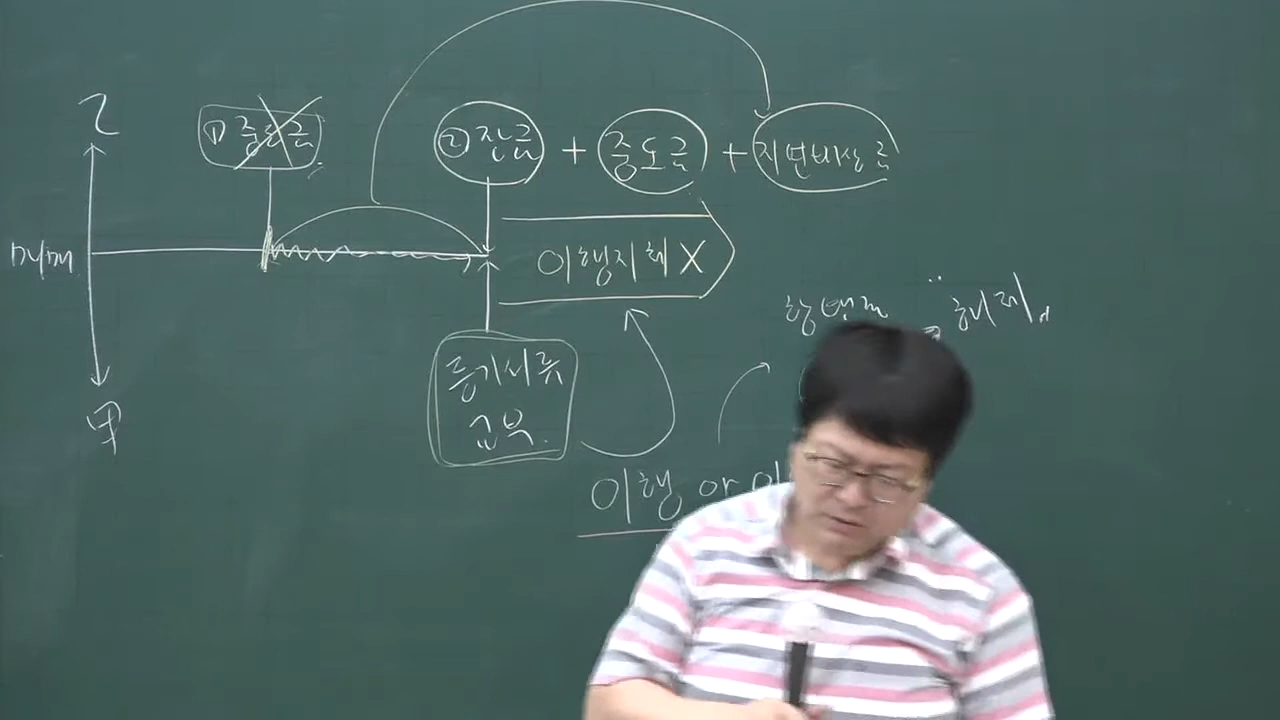 乙
① 중도금
② 잔금 + 중도금 + 지연배상금
매매
이행지체 X
해제
등기서류
교부
甲
이행 or 이